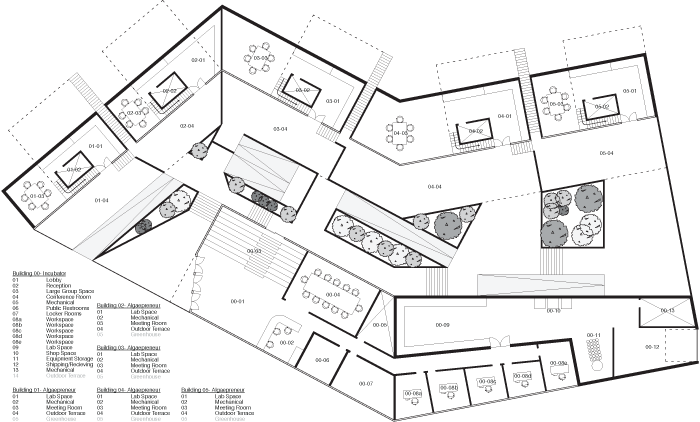 02-01
03-03
02-02
03-02
03-01
05-03
05-02
05-01
02-03
04-01
04-03
04-02
02-04
03-04
01-01
05-04
01-02
04-04
01-03
01-04
00-03
Building 00- Incubator
01 Lobby
02 Reception
03 Large Group Space
04 Conference Room
05 Mechanical
06 Public Restrooms
07 Locker Rooms
08a Workspace
08b Workspace
08c Workspace
08d Workspace
08e Workspace
09 Lab Space
10 Shop Space
11 Equipment Storage
12 Shipping/Recieving
13 Mechanical
14 Outdoor Terrace
Building 02- Algaepreneur
01 Lab Space
02 Mechanical
03 Meeting Room
04 Outdoor Terrace
05 Greenhouse
Building 03- Algaepreneur
01 Lab Space
02 Mechanical
03 Meeting Room
04 Outdoor Terrace
05 Greenhouse
Building 01- Algaepreneur
01 Lab Space
02 Mechanical
03 Meeting Room
04 Outdoor Terrace
05 Greenhouse
Building 04- Algaepreneur
01 Lab Space
02 Mechanical
03 Meeting Room
04 Outdoor Terrace
05 Greenhouse
Building 05- Algaepreneur
01 Lab Space
02 Mechanical
03 Meeting Room
04 Outdoor Terrace
05 Greenhouse
00-01
00-04
00-02
00-05
00-06
00-07
00-09
00-10
00-13
00-11
00-12
00-08a
00-08b
00-08c
00-08d
00-08e